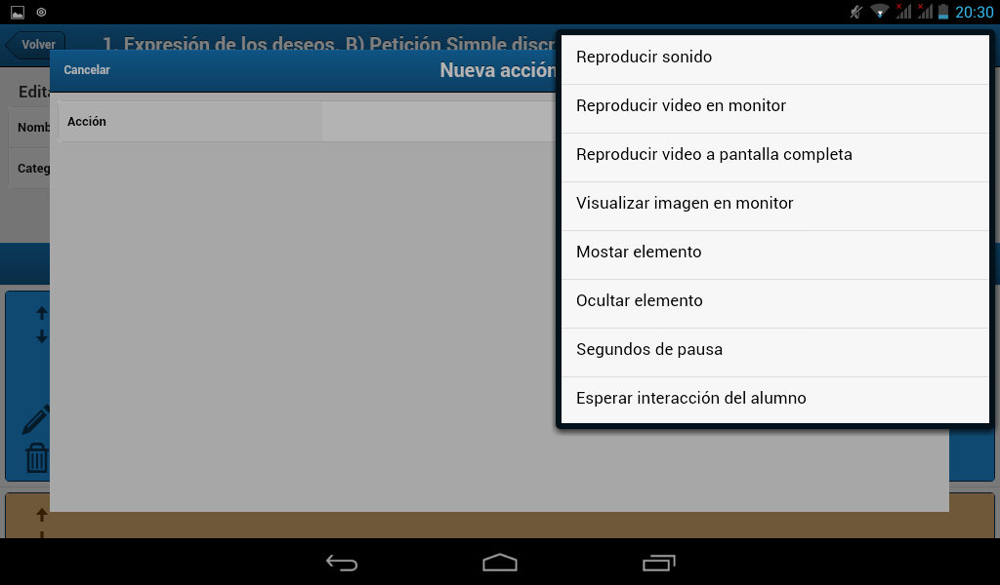 20:30
Volver
1. Expresión de los deseos. B) Petición Simple discr
Cancelar
Nueva acción
Edita
Nomb
Categ
Acción
Reproducir sonido
Reproducir video en monitor
Reproducir video a pantalla completa
Visualizar imagen en monitor
Mostar elemento
Ocultar elemento
Segundos de pausa
Esperar interacción del alumno